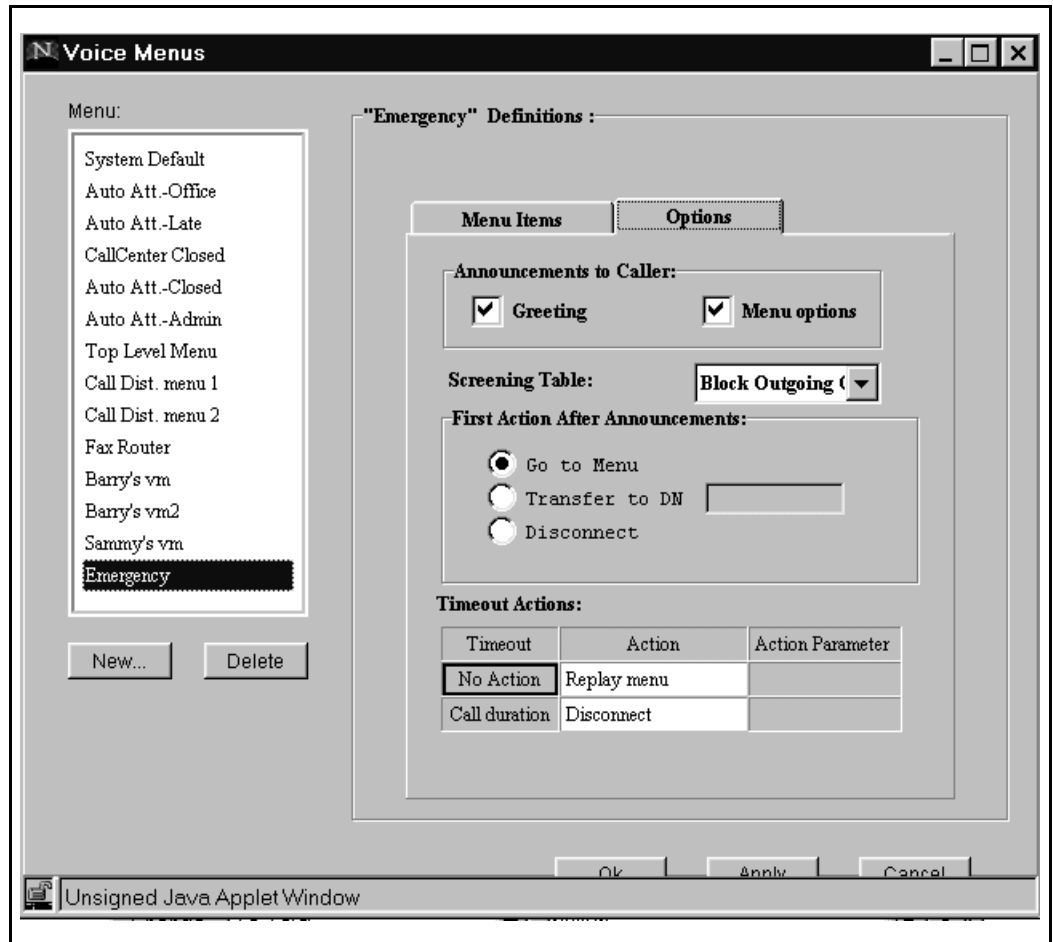 N Voice Menus
Menu:
System Default
Auto Att.-Office
Auto Att.-Late
CallCenter Closed
Auto Att.-Closed
Auto Att.-Admin
Top Level Menu
Call Dist. menu 1
Call Dist. menu 2
Fax Router
Barry's vm
Barry's vm2
Sammy's vm
Emergency
New...
Delete
"Emergency" Definitions :
Menu Items
Options
Announcements to Caller:
Greeting
Menu options
Screening Table:
Block Outgoing
First Action After Announcements:
Go to Menu
Transfer to DN
Disconnect
Timeout Actions:
Timeout Action Action Parameter
No Action Replay menu
Call duration Disconnect
Ok Apply Cancel
Unsigned Java Applet Window